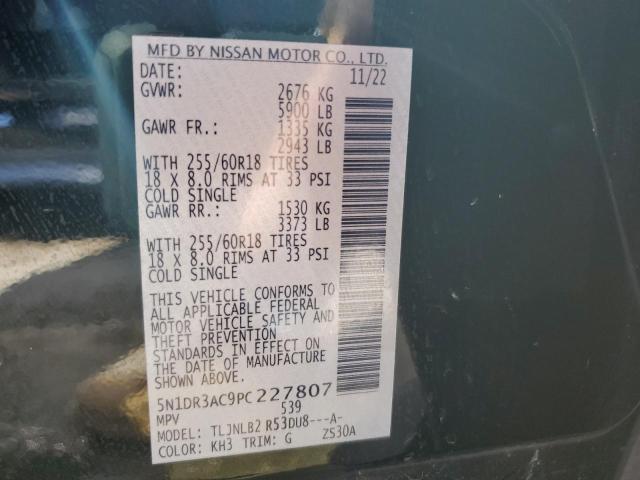 MFD BY NISSAN MOTOR CO., LTD.
DATE: 11/22
GVWR: 2676 KG
5900 LB
GAWR FR.: 1335 KG
2943 LB
WITH 255/60R18 TIRES
18 X 8.0 RIMS AT 33 PSI
COLD SINGLE
GAWR RR.: 1530 KG
3373 LB
WITH 255/60R18 TIRES
18 X 8.0 RIMS AT 33 PSI
COLD SINGLE
THIS VEHICLE CONFORMS TO
ALL APPLICABLE FEDERAL
MOTOR VEHICLE SAFETY AND
THEFT PREVENTION
STANDARDS IN EFFECT ON
THE DATE OF MANUFACTURE
SHOWN ABOVE.
5N1DR3AC9PC227807
MPV 539
MODEL: TLJNLB2 R53DU8---A-
COLOR: KH3 TRIM: G ZS30A